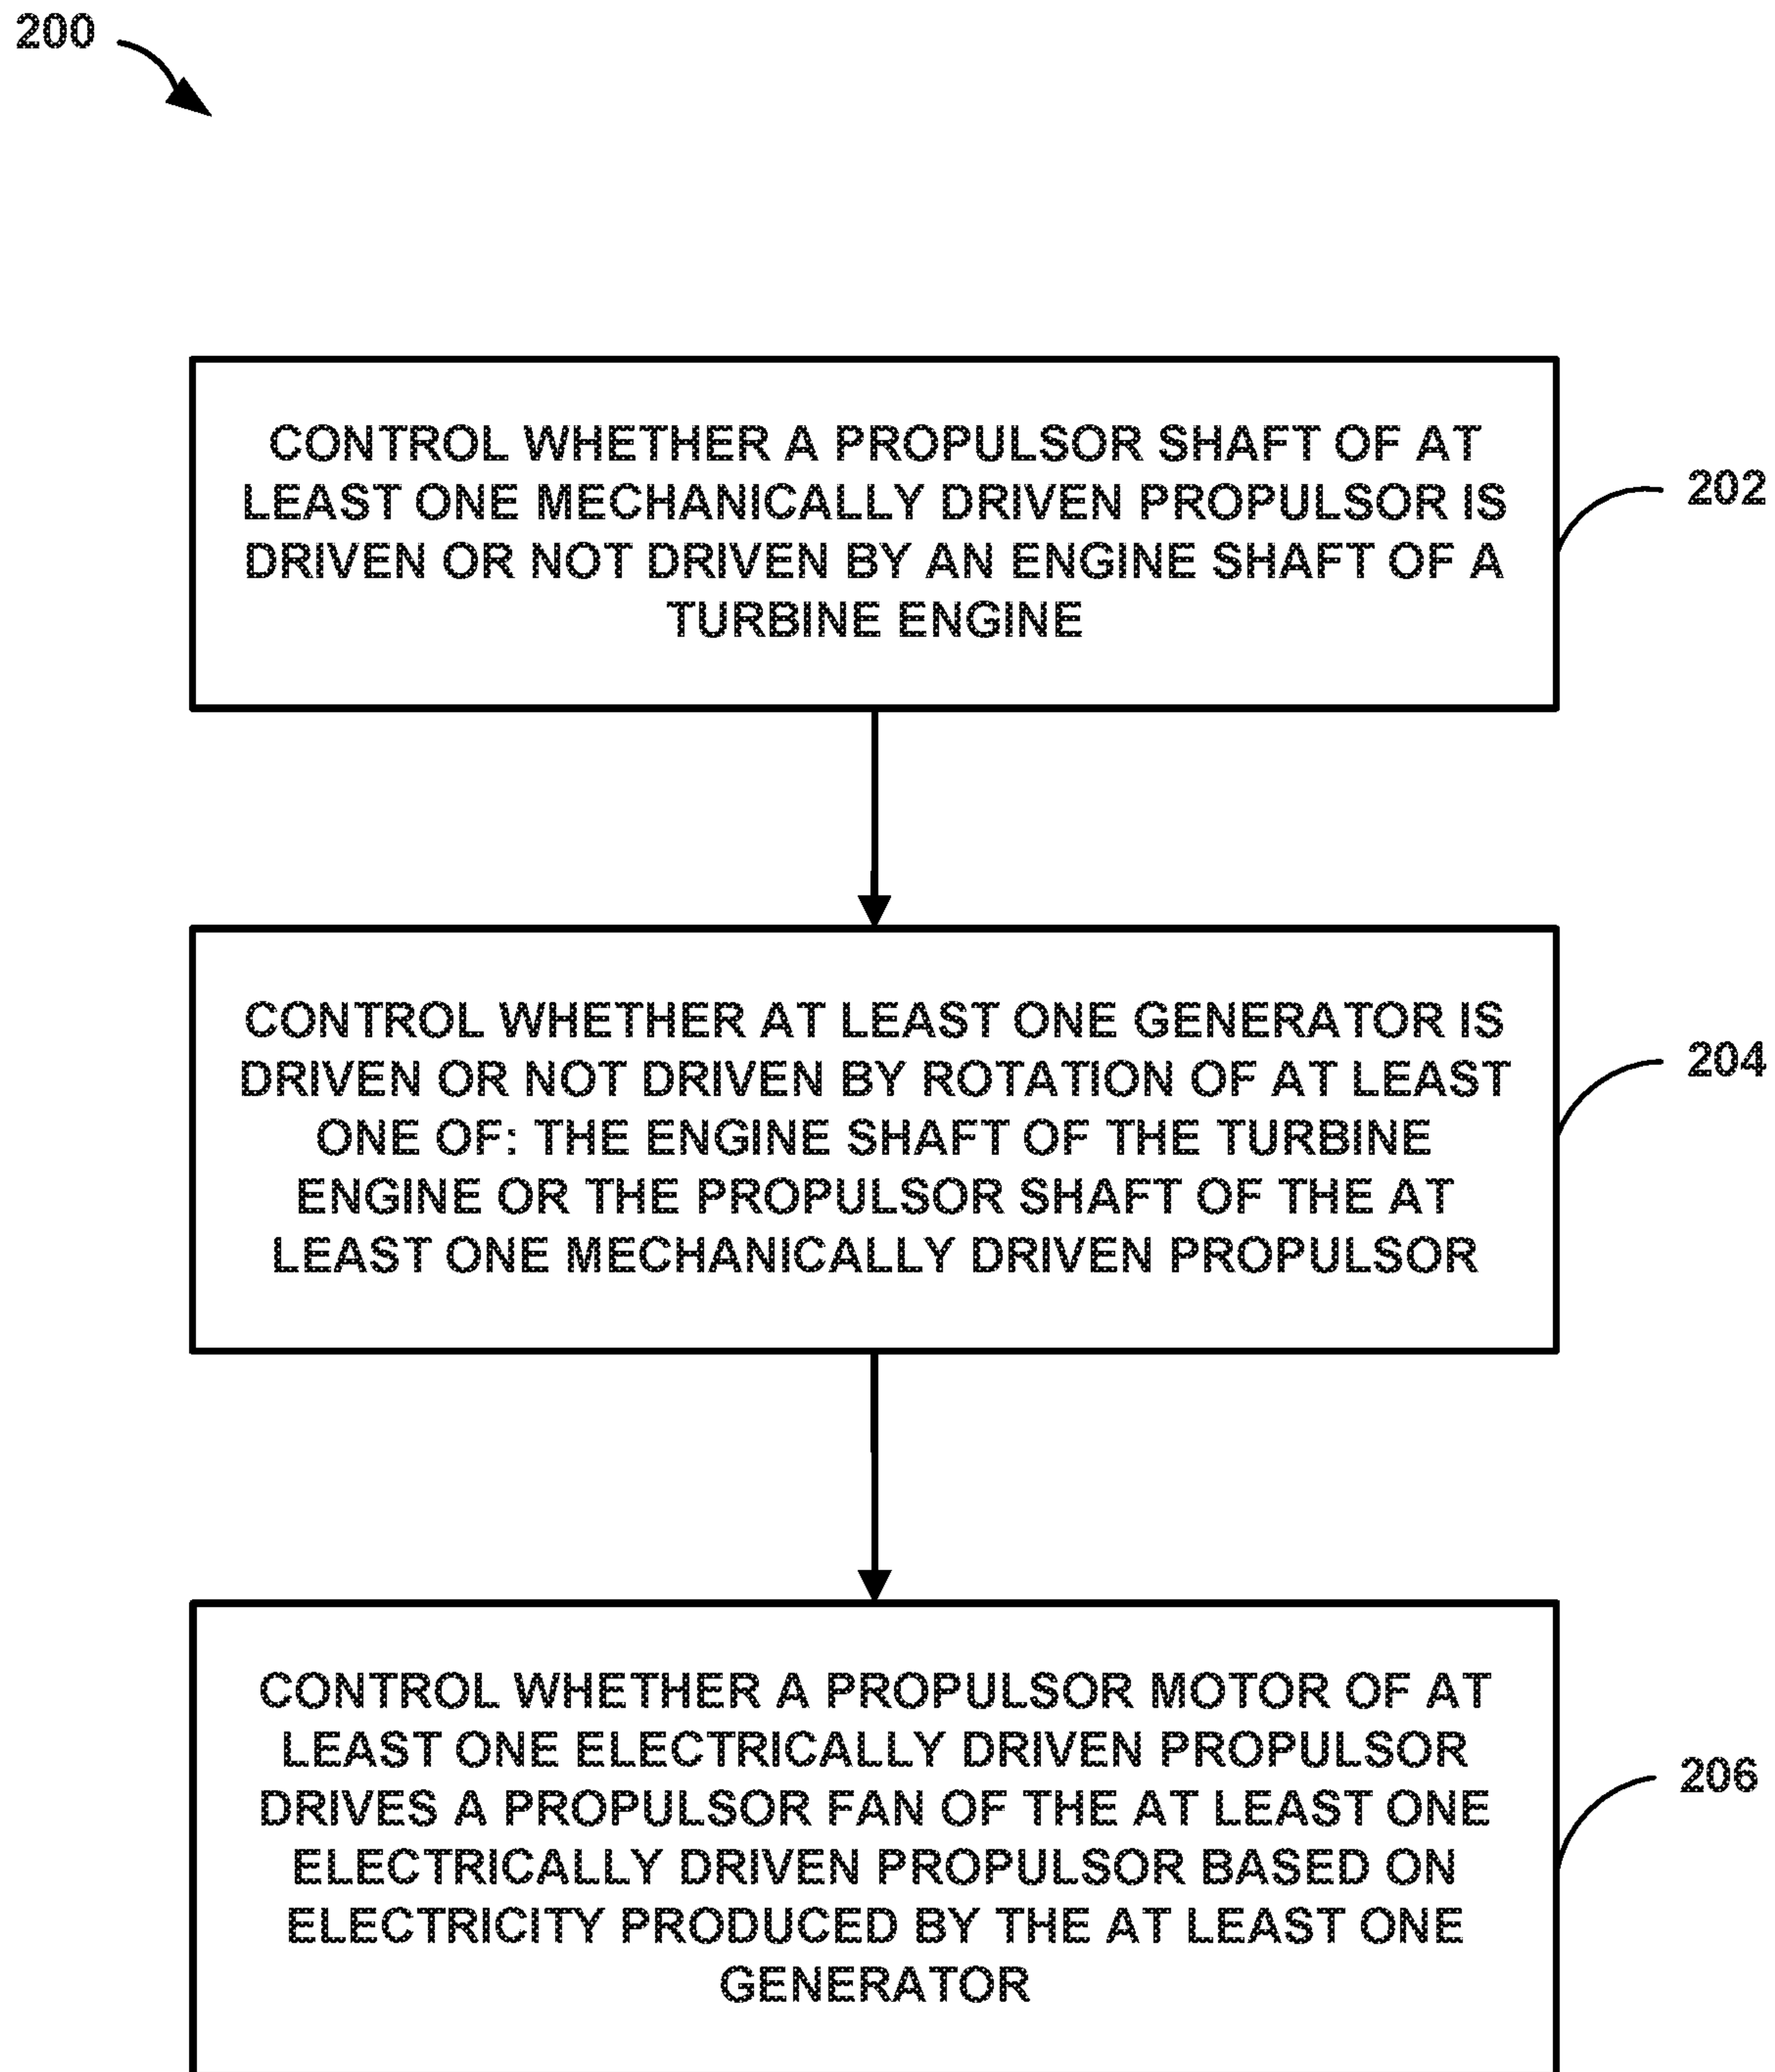 200
CONTROL WHETHER A PROPULSOR SHAFT OF AT
LEAST ONE MECHANICALLY DRIVEN PROPULSOR IS
DRIVEN OR NOT DRIVEN BY AN ENGINE SHAFT OF A
TURBINE ENGINE
202
CONTROL WHETHER AT LEAST ONE GENERATOR IS
DRIVEN OR NOT DRIVEN BY ROTATION OF AT LEAST
ONE OF: THE ENGINE SHAFT OF THE TURBINE
ENGINE OR THE PROPULSOR SHAFT OF THE AT
LEAST ONE MECHANICALLY DRIVEN PROPULSOR
204
CONTROL WHETHER A PROPULSOR MOTOR OF AT
LEAST ONE ELECTRICALLY DRIVEN PROPULSOR
DRIVES A PROPULSOR FAN OF THE AT LEAST ONE
ELECTRICALLY DRIVEN PROPULSOR BASED ON
ELECTRICITY PRODUCED BY THE AT LEAST ONE
GENERATOR
206